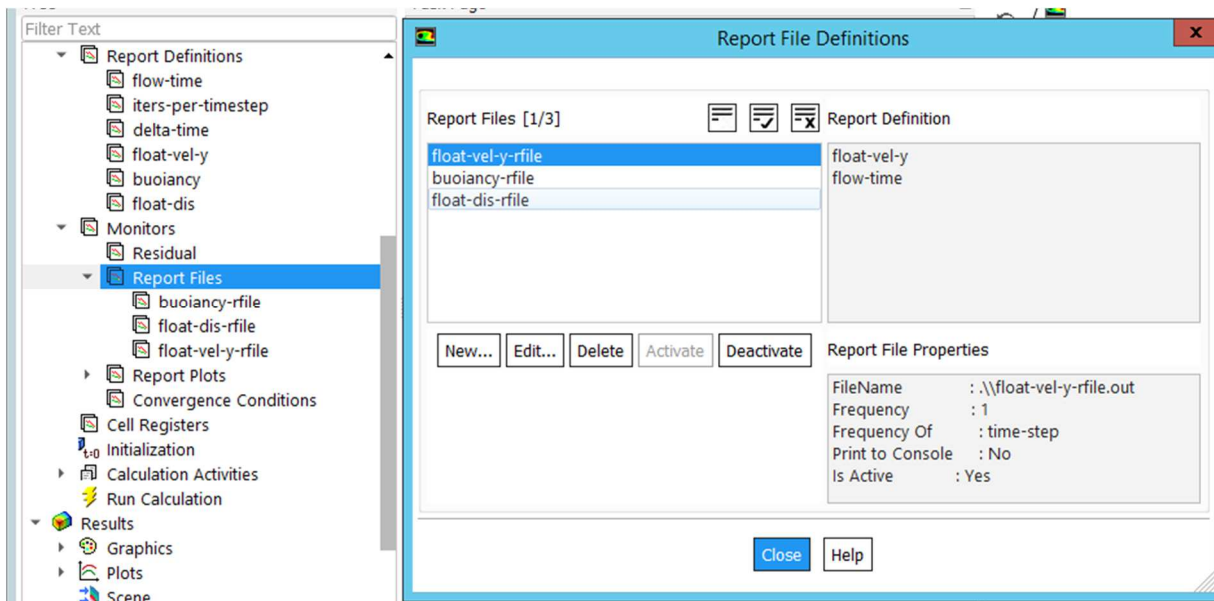 Filter Text
Report Definitions
flow-time
iters-per-timestep
delta-time
float-vel-y
buoiancy
float-dis
Monitors
Residual
Report Files
buoiancy-rfile
float-dis-rfile
float-vel-y-rfile
Report Plots
Convergence Conditions
Cell Registers
t=0 Initialization
Calculation Activities
Run Calculation
Results
Graphics
Plots
Scene
Report File Definitions
x
Report Files [1/3]
float-vel-y-rfile
buoiancy-rfile
float-dis-rfile
New... Edit... Delete Activate Deactivate
Report Definition
float-vel-y
flow-time
Report File Properties
FileName : .\\float-vel-y-rfile.out
Frequency : 1
Frequency Of : time-step
Print to Console : No
Is Active : Yes
Close Help